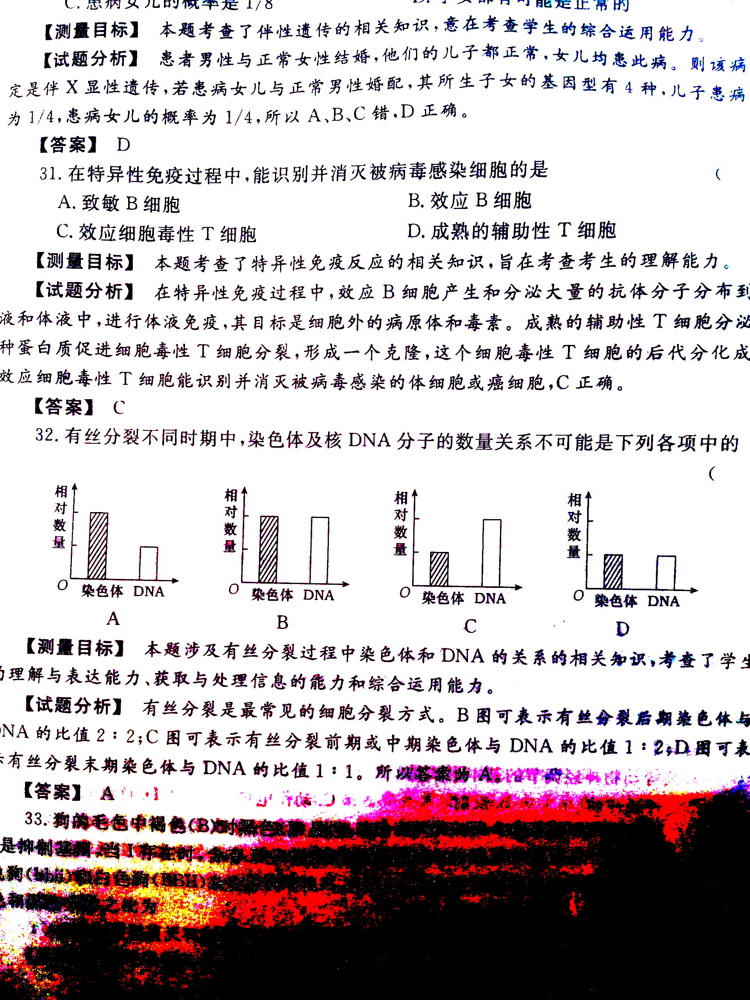 C. 患病女儿的概率是 1/8
【测量目标】 本题考查了伴性遗传的相关知识,意在考查学生的综合运用能力。
【试题分析】 患者男性与正常女性结婚,他们的儿子都正常,女儿均患此病。则该病
定是伴 X 显性遗传,若患病女儿与正常男性婚配,其所生子女的基因型有 4 种,儿子患病
为 1/4,患病女儿的概率为 1/4,所以 A、B、C 错,D 正确。
【答案】 D
31. 在特异性免疫过程中,能识别并消灭被病毒感染细胞的是 (
A. 致敏 B 细胞 B. 效应 B 细胞
C. 效应细胞毒性 T 细胞 D. 成熟的辅助性 T 细胞
【测量目标】 本题考查了特异性免疫反应的相关知识,旨在考查考生的理解能力。
【试题分析】 在特异性免疫过程中,效应 B 细胞产生和分泌大量的抗体分子分布到
液和体液中,进行体液免疫,其目标是细胞外的病原体和毒素。成熟的辅助性 T 细胞分泌
种蛋白质促进细胞毒性 T 细胞分裂,形成一个克隆,这个细胞毒性 T 细胞的后代分化成
效应细胞毒性 T 细胞能识别并消灭被病毒感染的体细胞或癌细胞,C 正确。
【答案】 C
32. 有丝分裂不同时期中,染色体及核 DNA 分子的数量关系不可能是下列各项中的
(
相对数量 相对数量 相对数量 相对数量
O 染色体 DNA O 染色体 DNA O 染色体 DNA O 染色体 DNA
A B C D
【测量目标】 本题涉及有丝分裂过程中染色体和 DNA 的关系的相关知识,考查了学生
的理解与表达能力、获取与处理信息的能力和综合运用能力。
【试题分析】 有丝分裂是最常见的细胞分裂方式。B 图可表示有丝分裂后期染色体与
DNA 的比值 2∶2;C 图可表示有丝分裂前期或中期染色体与 DNA 的比值 1∶2;D 图可表
示有丝分裂末期染色体与 DNA 的比值 1∶1。所以答案为 A。
【答案】 A
33. 狗的毛色中褐色(B)对黑色
是抑制基因,当 I 存在时,
狗(bbii)和白色狗(BBII)
之比为